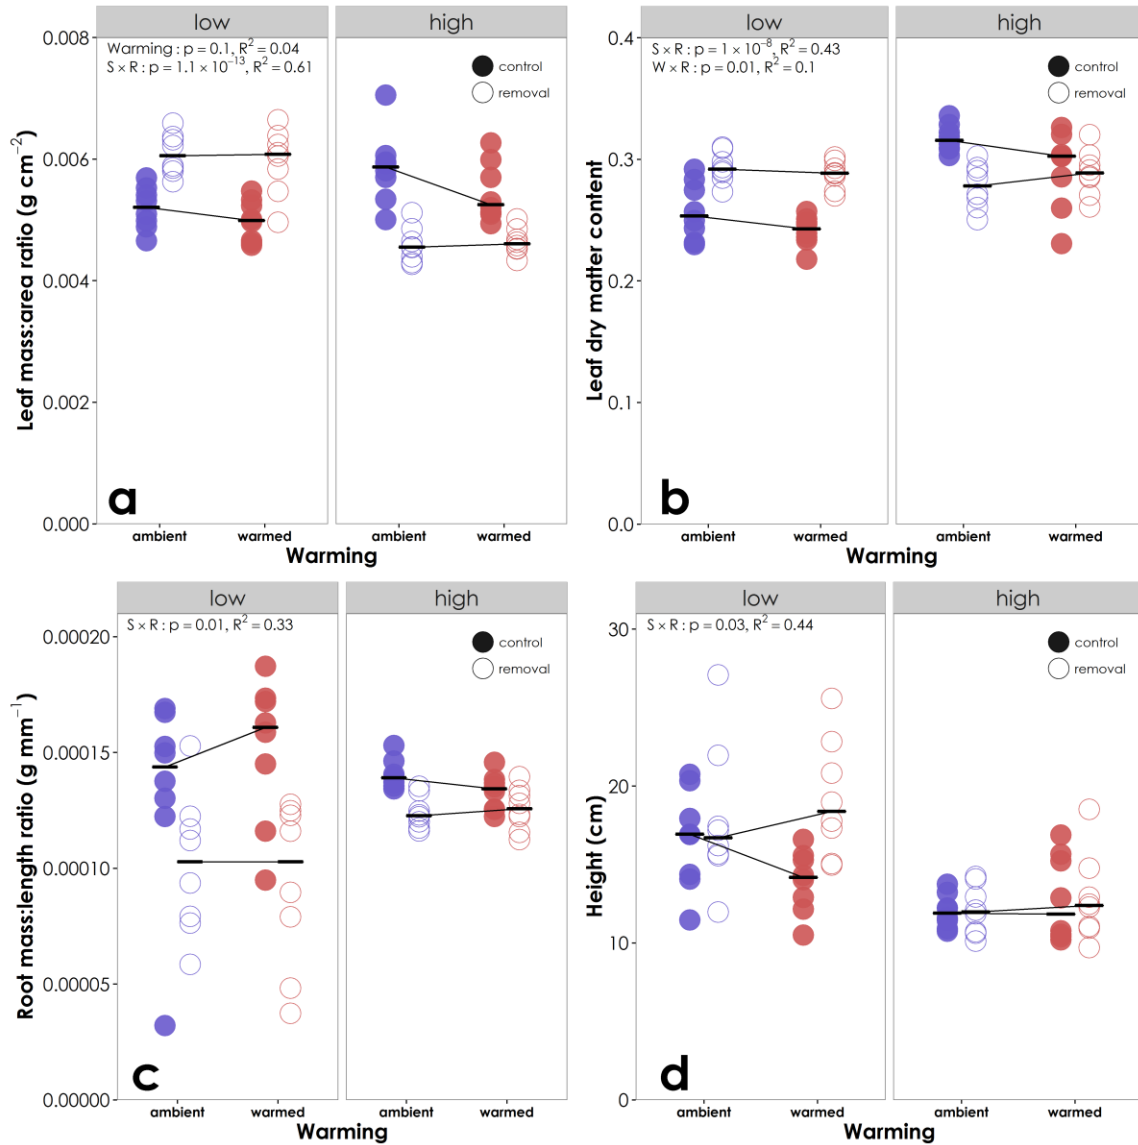 low
high
Warming : p = 0.1, R² = 0.04
S × R : p = 1.1 × 10⁻¹³, R² = 0.61
control
removal
0.008
0.006
0.004
0.002
0.000
Leaf mass:area ratio (g cm⁻²)
a
ambient
warmed
ambient
warmed
Warming
low
high
S × R : p = 1 × 10⁻⁸, R² = 0.43
W × R : p = 0.01, R² = 0.1
control
removal
0.4
0.3
0.2
0.1
0.0
Leaf dry matter content
b
ambient
warmed
ambient
warmed
Warming
low
high
S × R : p = 0.01, R² = 0.33
control
removal
0.00020
0.00015
0.00010
0.00005
0.00000
Root mass:length ratio (g mm⁻¹)
c
ambient
warmed
ambient
warmed
Warming
low
high
S × R : p = 0.03, R² = 0.44
control
removal
30
20
10
0
Height (cm)
d
ambient
warmed
ambient
warmed
Warming